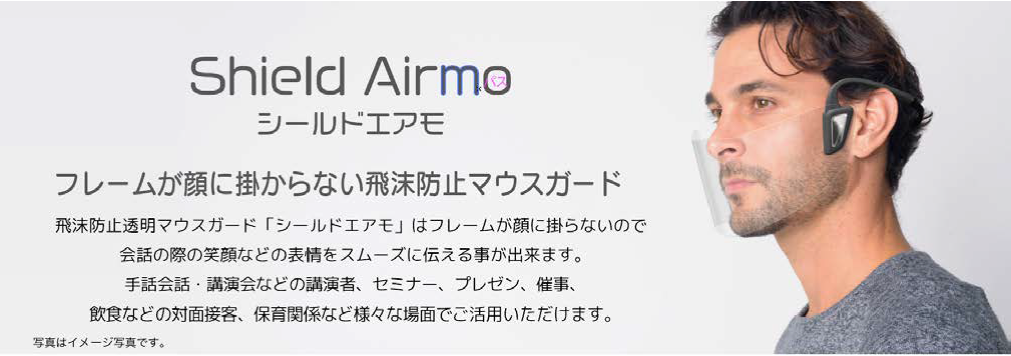 Shield Airmo
パス
シールドエアモ
フレームが顔に掛からない飛沫防止マウスガード
飛沫防止透明マウスガード「シールドエアモ」はフレームが顔に掛らないので
会話の際の笑顔などの表情をスムーズに伝える事が出来ます。
手話会話・講演会などの講演者、セミナー、プレゼン、催事、
飲食などの対面接客、保育関係など様々な場面でご活用いただけます。
写真はイメージ写真です。